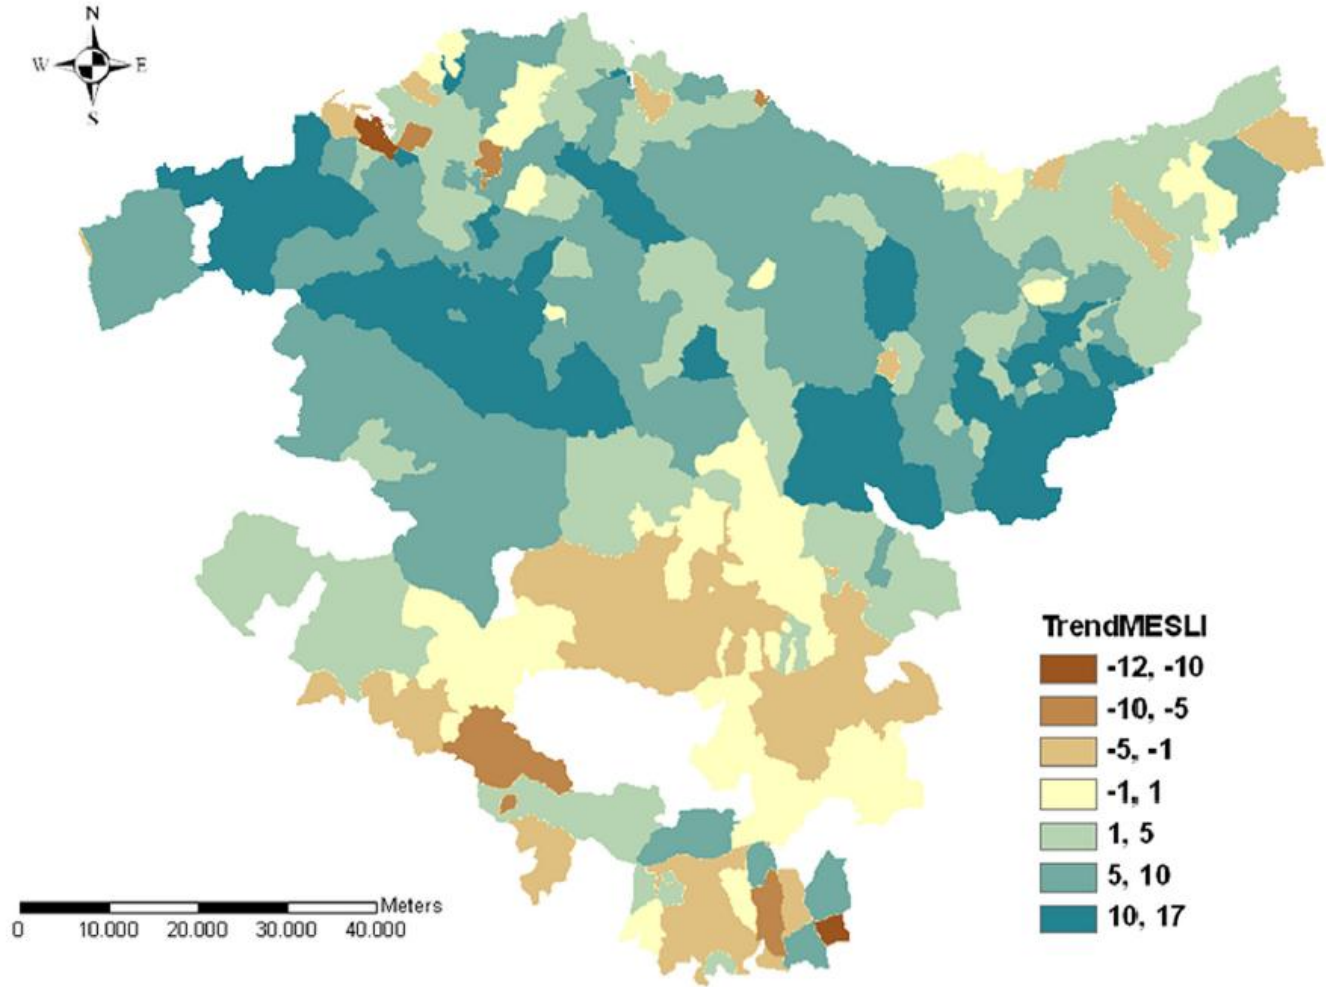 N
W E
S
TrendMESLI
-12, -10
-10, -5
-5, -1
-1, 1
1, 5
5, 10
10, 17
Meters
0 10.000 20.000 30.000 40.000